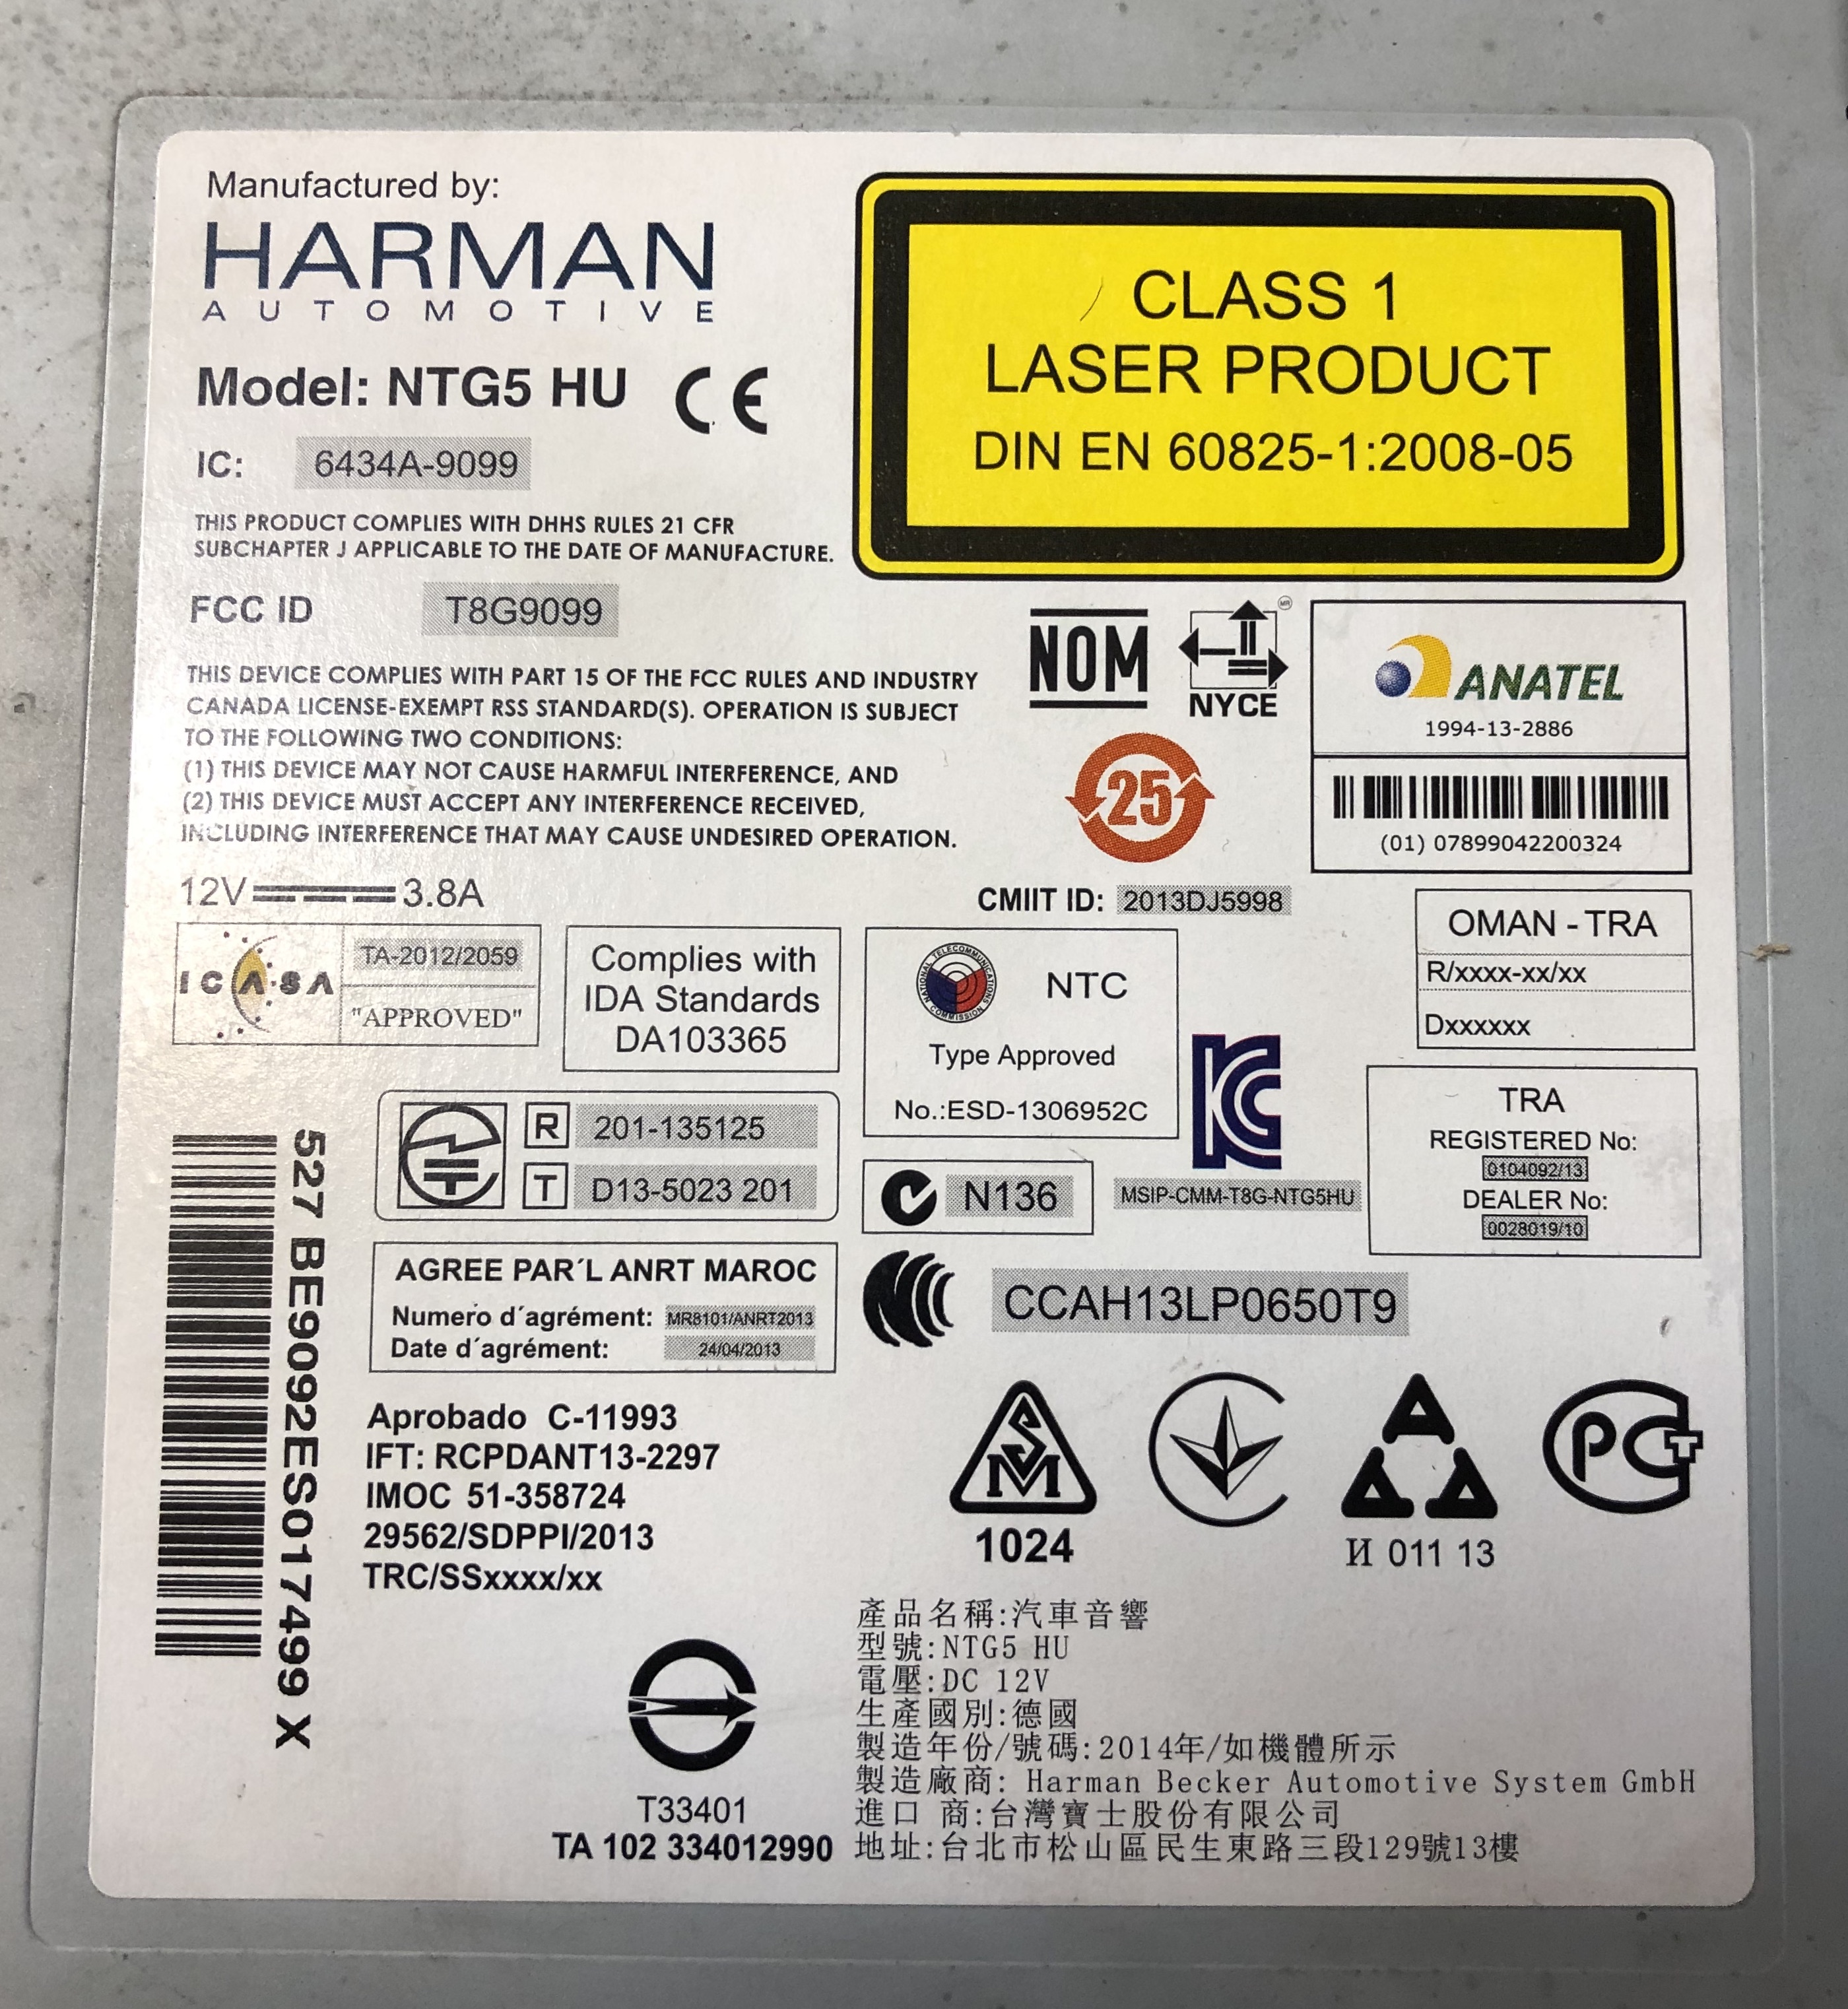 Manufactured by:
HARMAN
AUTOMOTIVE
Model: NTG5 HU CE
IC: 6434A-9099
THIS PRODUCT COMPLIES WITH DHHS RULES 21 CFR
SUBCHAPTER J APPLICABLE TO THE DATE OF MANUFACTURE.
FCC ID T8G9099
THIS DEVICE COMPLIES WITH PART 15 OF THE FCC RULES AND INDUSTRY
CANADA LICENSE-EXEMPT RSS STANDARD(S). OPERATION IS SUBJECT
TO THE FOLLOWING TWO CONDITIONS:
(1) THIS DEVICE MAY NOT CAUSE HARMFUL INTERFERENCE, AND
(2) THIS DEVICE MUST ACCEPT ANY INTERFERENCE RECEIVED,
INCLUDING INTERFERENCE THAT MAY CAUSE UNDESIRED OPERATION.
12V 3.8A
CLASS 1
LASER PRODUCT
DIN EN 60825-1:2008-05
NOM
MR
NYCE
ANATEL
1994-13-2886
(01) 07899042200324
25
CMIIT ID: 2013DJ5998
OMAN - TRA
R/xxxx-xx/xx
Dxxxxxx
ICASA
TA-2012/2059
"APPROVED"
Complies with
IDA Standards
DA103365
NATIONAL TELECOMMUNICATIONS COMMISSION
NTC
Type Approved
No.:ESD-1306952C
KC
MSIP-CMM-T8G-NTG5HU
TRA
REGISTERED No:
0104092/13
DEALER No:
0028019/10
R 201-135125
T D13-5023 201
N136
527 BE9092ES017499 X
AGREE PAR´L ANRT MAROC
Numero d´agrément: MR8101/ANRT2013
Date d´agrément: 24/04/2013
CCAH13LP0650T9
Aprobado C-11993
IFT: RCPDANT13-2297
IMOC 51-358724
29562/SDPPI/2013
TRC/SSxxxx/xx
SM
1024
И 011 13
PCT
T33401
TA 102 334012990
產品名稱:汽車音響
型號:NTG5 HU
電壓:DC 12V
生產國別:德國
製造年份/號碼:2014年/如機體所示
製造廠商: Harman Becker Automotive System GmbH
進口 商:台灣寶士股份有限公司
地址:台北市松山區民生東路三段129號13樓